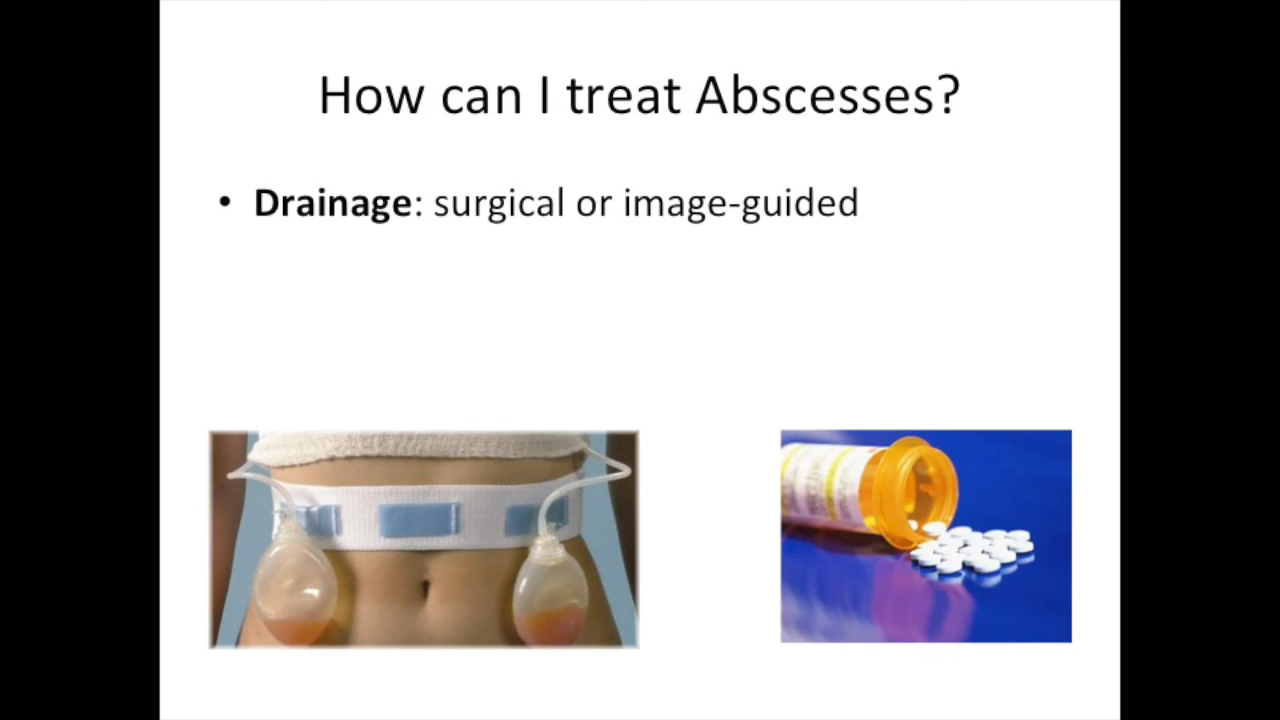 How can I treat Abscesses?
• Drainage: surgical or image-guided